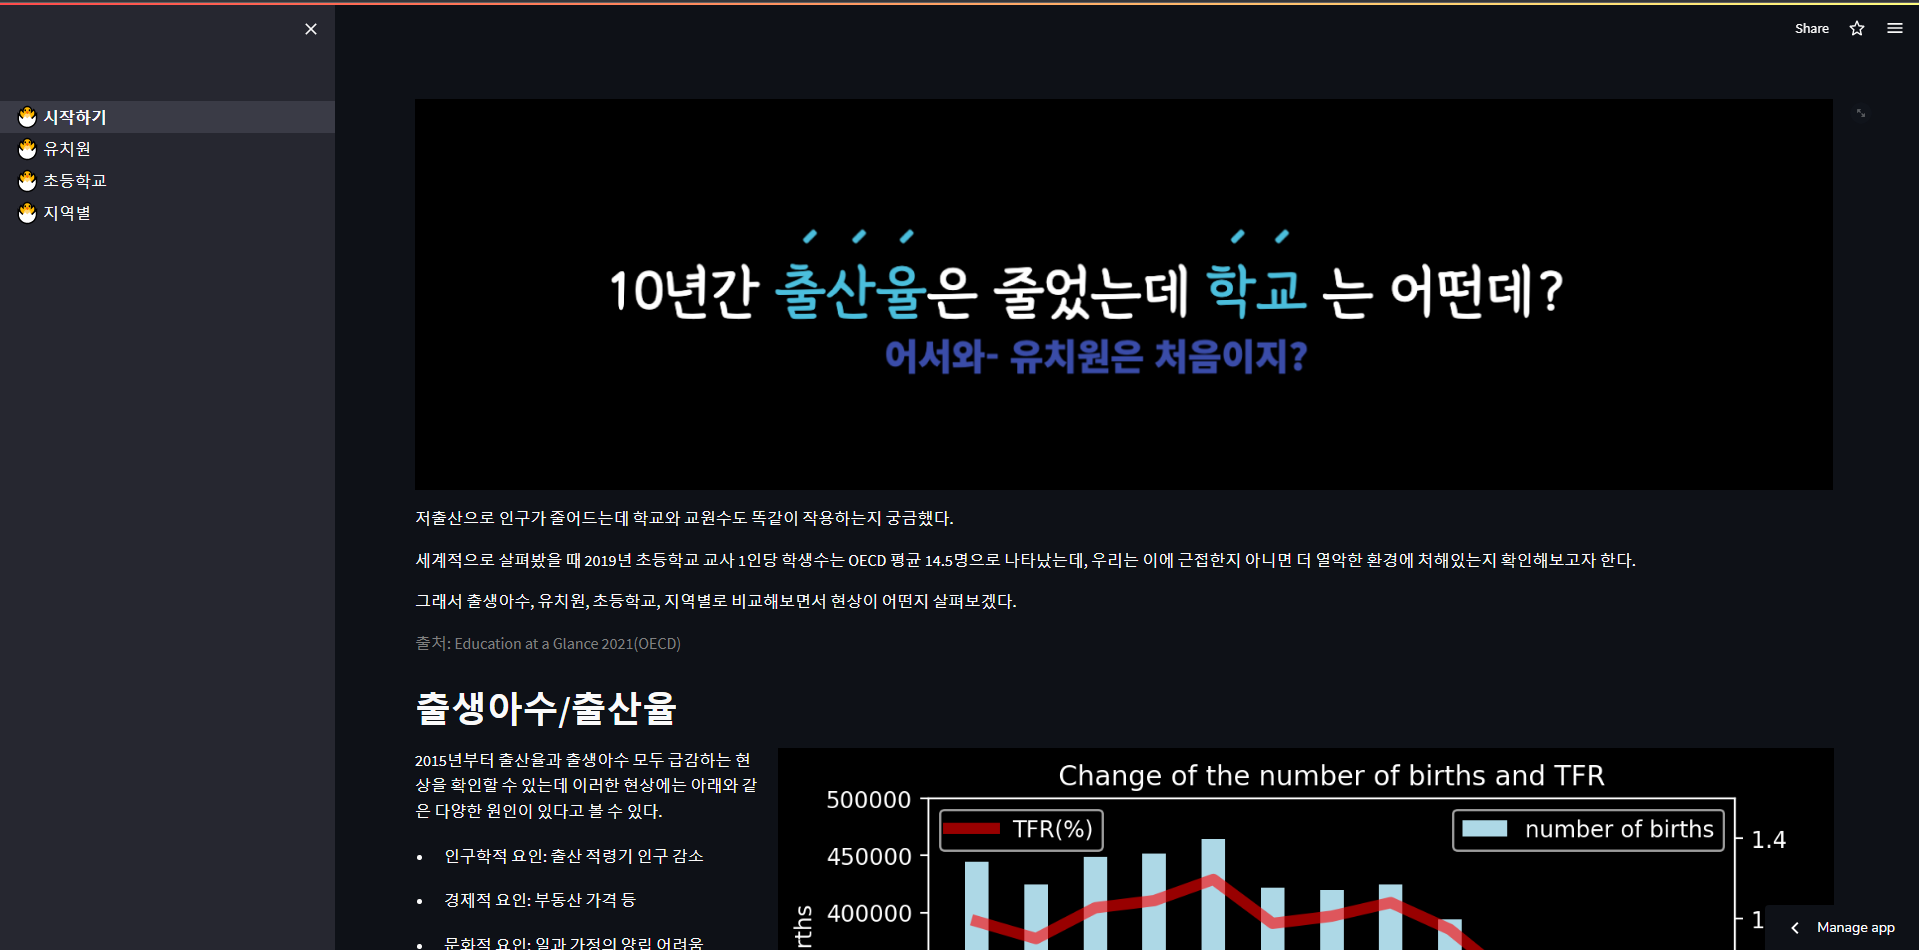 Share
시작하기
유치원
초등학교
지역별
10년간 출산율은 줄었는데 학교 는 어떤데?
어서와- 유치원은 처음이지?
저출산으로 인구가 줄어드는데 학교와 교원수도 똑같이 작용하는지 궁금했다.
세계적으로 살펴봤을 때 2019년 초등학교 교사 1인당 학생수는 OECD 평균 14.5명으로 나타났는데, 우리는 이에 근접한지 아니면 더 열악한 환경에 처해있는지 확인해보고자 한다.
그래서 출생아수, 유치원, 초등학교, 지역별로 비교해보면서 현상이 어떤지 살펴보겠다.
출처: Education at a Glance 2021(OECD)
출생아수/출산율
2015년부터 출산율과 출생아수 모두 급감하는 현
상을 확인할 수 있는데 이러한 현상에는 아래와 같
은 다양한 원인이 있다고 볼 수 있다.
• 인구학적 요인: 출산 적령기 인구 감소
• 경제적 요인: 부동산 가격 등
• 문화적 요인: 일과 가정의 양립 어려움
Change of the number of births and TFR
500000
TFR(%)
number of births
1.4
450000
400000
Manage app